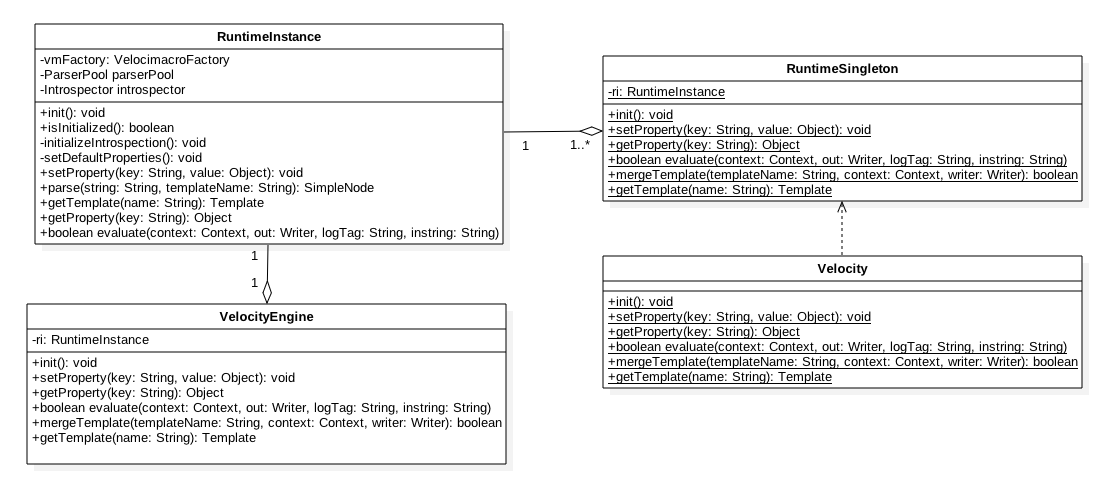 RuntimeInstance
-vmFactory: VelocimacroFactory
-ParserPool parserPool
-Introspector introspector
+init(): void
+isInitialized(): boolean
-initializeIntrospection(): void
-setDefaultProperties(): void
+setProperty(key: String, value: Object): void
+parse(string: String, templateName: String): SimpleNode
+getTemplate(name: String): Template
+getProperty(key: String): Object
+boolean evaluate(context: Context, out: Writer, logTag: String, instring: String)
1
1..*
RuntimeSingleton
-ri: RuntimeInstance
+init(): void
+setProperty(key: String, value: Object): void
+getProperty(key: String): Object
+boolean evaluate(context: Context, out: Writer, logTag: String, instring: String)
+mergeTemplate(templateName: String, context: Context, writer: Writer): boolean
+getTemplate(name: String): Template
1
1
VelocityEngine
-ri: RuntimeInstance
+init(): void
+setProperty(key: String, value: Object): void
+getProperty(key: String): Object
+boolean evaluate(context: Context, out: Writer, logTag: String, instring: String)
+mergeTemplate(templateName: String, context: Context, writer: Writer): boolean
+getTemplate(name: String): Template
Velocity
+init(): void
+setProperty(key: String, value: Object): void
+getProperty(key: String): Object
+boolean evaluate(context: Context, out: Writer, logTag: String, instring: String)
+mergeTemplate(templateName: String, context: Context, writer: Writer): boolean
+getTemplate(name: String): Template